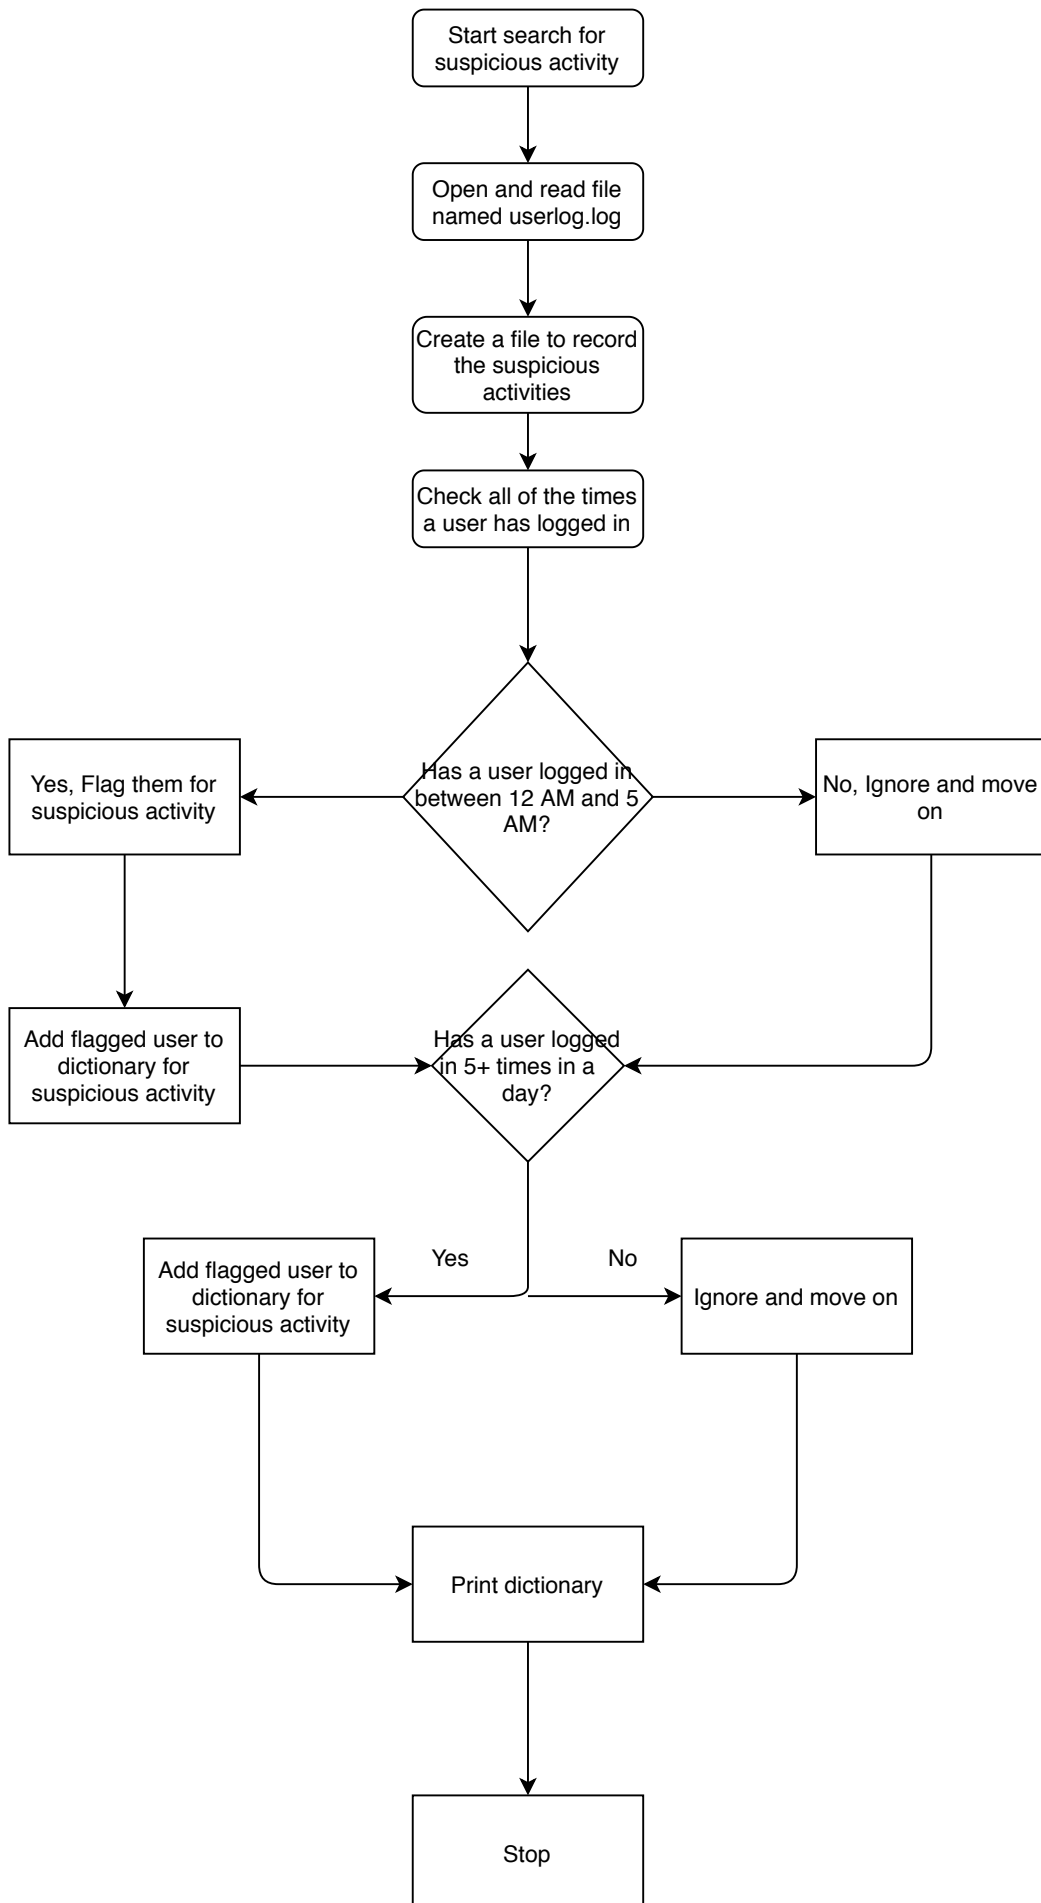 Start search for
suspicious activity
Open and read file
named userlog.log
Create a file to record
the suspicious
activities
Check all of the times
a user has logged in
Has a user logged in
between 12 AM and 5
AM?
Yes, Flag them for
suspicious activity
No, Ignore and move
on
Add flagged user to
dictionary for
suspicious activity
Has a user logged
in 5+ times in a
day?
Yes
No
Add flagged user to
dictionary for
suspicious activity
Ignore and move on
Print dictionary
Stop